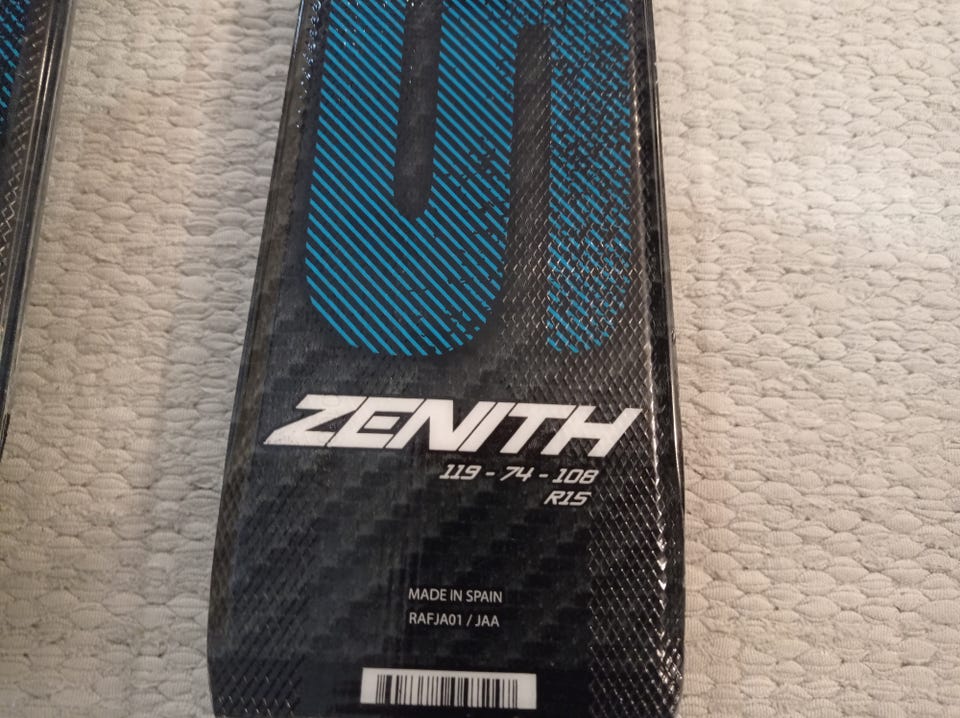 ZENITH
119 - 74 - 108
R15
MADE IN SPAIN
RAFJA01 / JAA